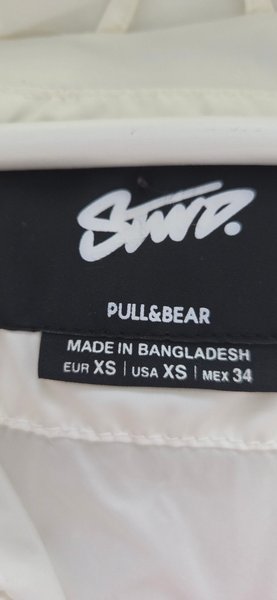 STWD.
PULL&BEAR
MADE IN BANGLADESH
EUR XS | USA XS | MEX 34